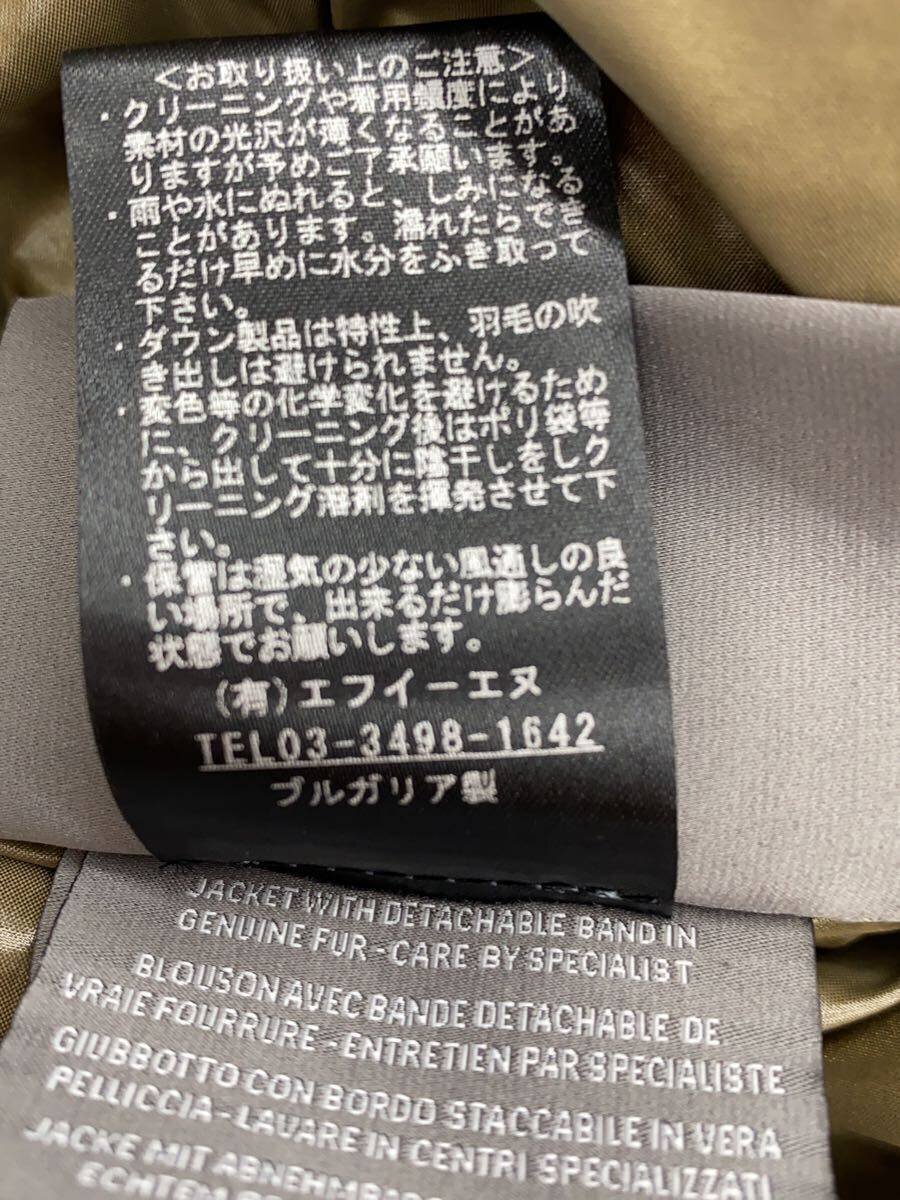 <お取り扱い上のご注意>
・クリーニングや着用頻度により
素材の光沢が薄くなることがあ
りますが予めご了承願います。
・雨や水にぬれると、しみになる
ことがあります。濡れたらでき
るだけ早めに水分をふき取って
下さい。
・ダウン製品は特性上、羽毛の吹
き出しは避けられません。
・変色等の化学変化を避けるため
に、クリーニング後はポリ袋等
から出して十分に陰干しをしク
リーニング溶剤を揮発させて下
さい。
・保管は湿気の少ない風通しの良
い場所で、出来るだけ膨らんだ
状態でお願いします。
(有)エフイーエヌ
TEL03-3498-1642
ブルガリア製
JACKET WITH DETACHABLE BAND IN
GENUINE FUR - CARE BY SPECIALIST
BLOUSON AVEC BANDE DETACHABLE DE
VRAIE FOURRURE - ENTRETIEN PAR SPECIALISTE
GIUBBOTTO CON BORDO STACCABILE IN VERA
PELLICCIA - LAVARE IN CENTRI SPECIALIZZATI
JACKE MIT ABNEHMBAR
ECHTEM